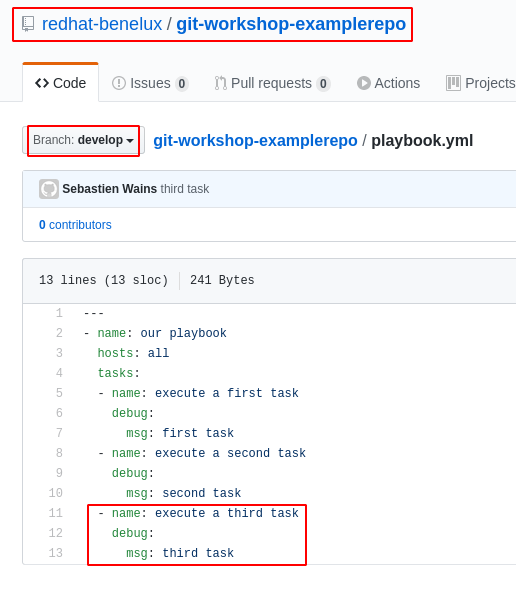 redhat-benelux / git-workshop-examplerepo
Code Issues 0 Pull requests 0 Actions Projects
Branch: develop git-workshop-examplerepo / playbook.yml
Sebastien Wains third task
0 contributors
13 lines (13 sloc) 241 Bytes
1 ---
2 - name: our playbook
3   hosts: all
4   tasks:
5   - name: execute a first task
6     debug:
7       msg: first task
8   - name: execute a second task
9     debug:
10       msg: second task
11   - name: execute a third task
12     debug:
13       msg: third task